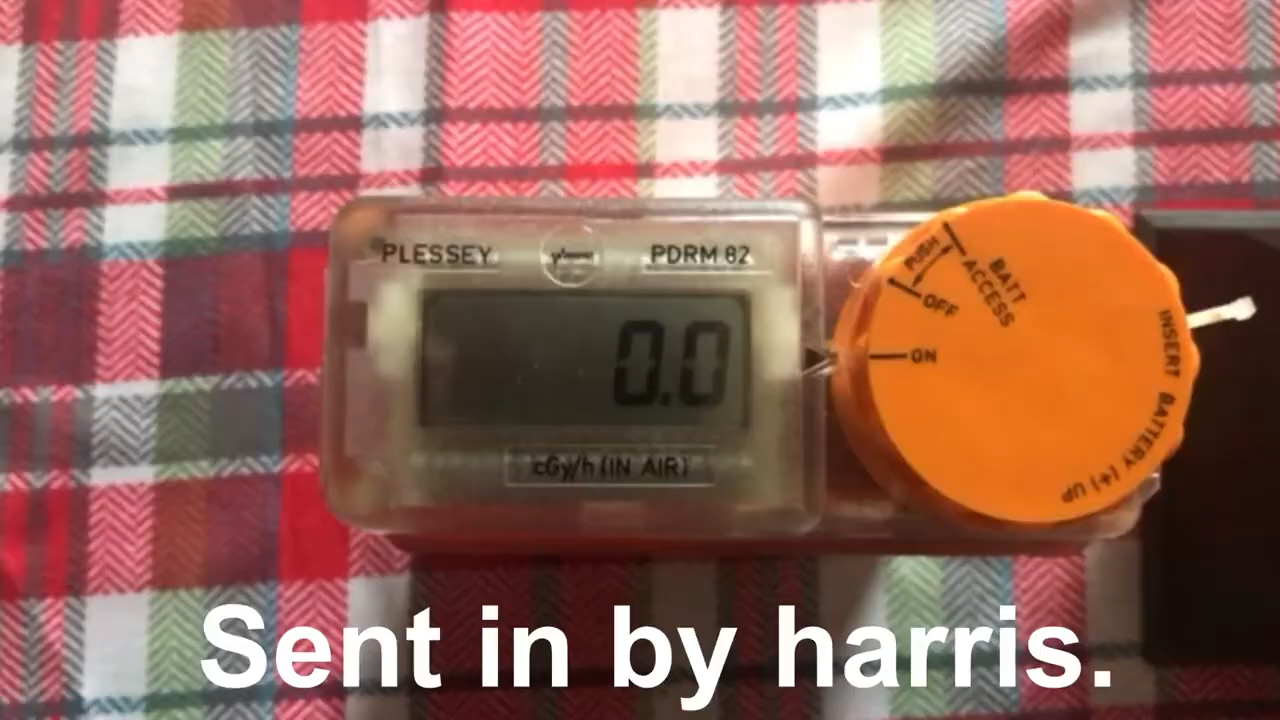 PLESSEY
PDRM 82
0.0
cGy/h (IN AIR)
PUSH
BATT
ACCESS
OFF
ON
INSERT BATTERY (+) UP
Sent in by harris.